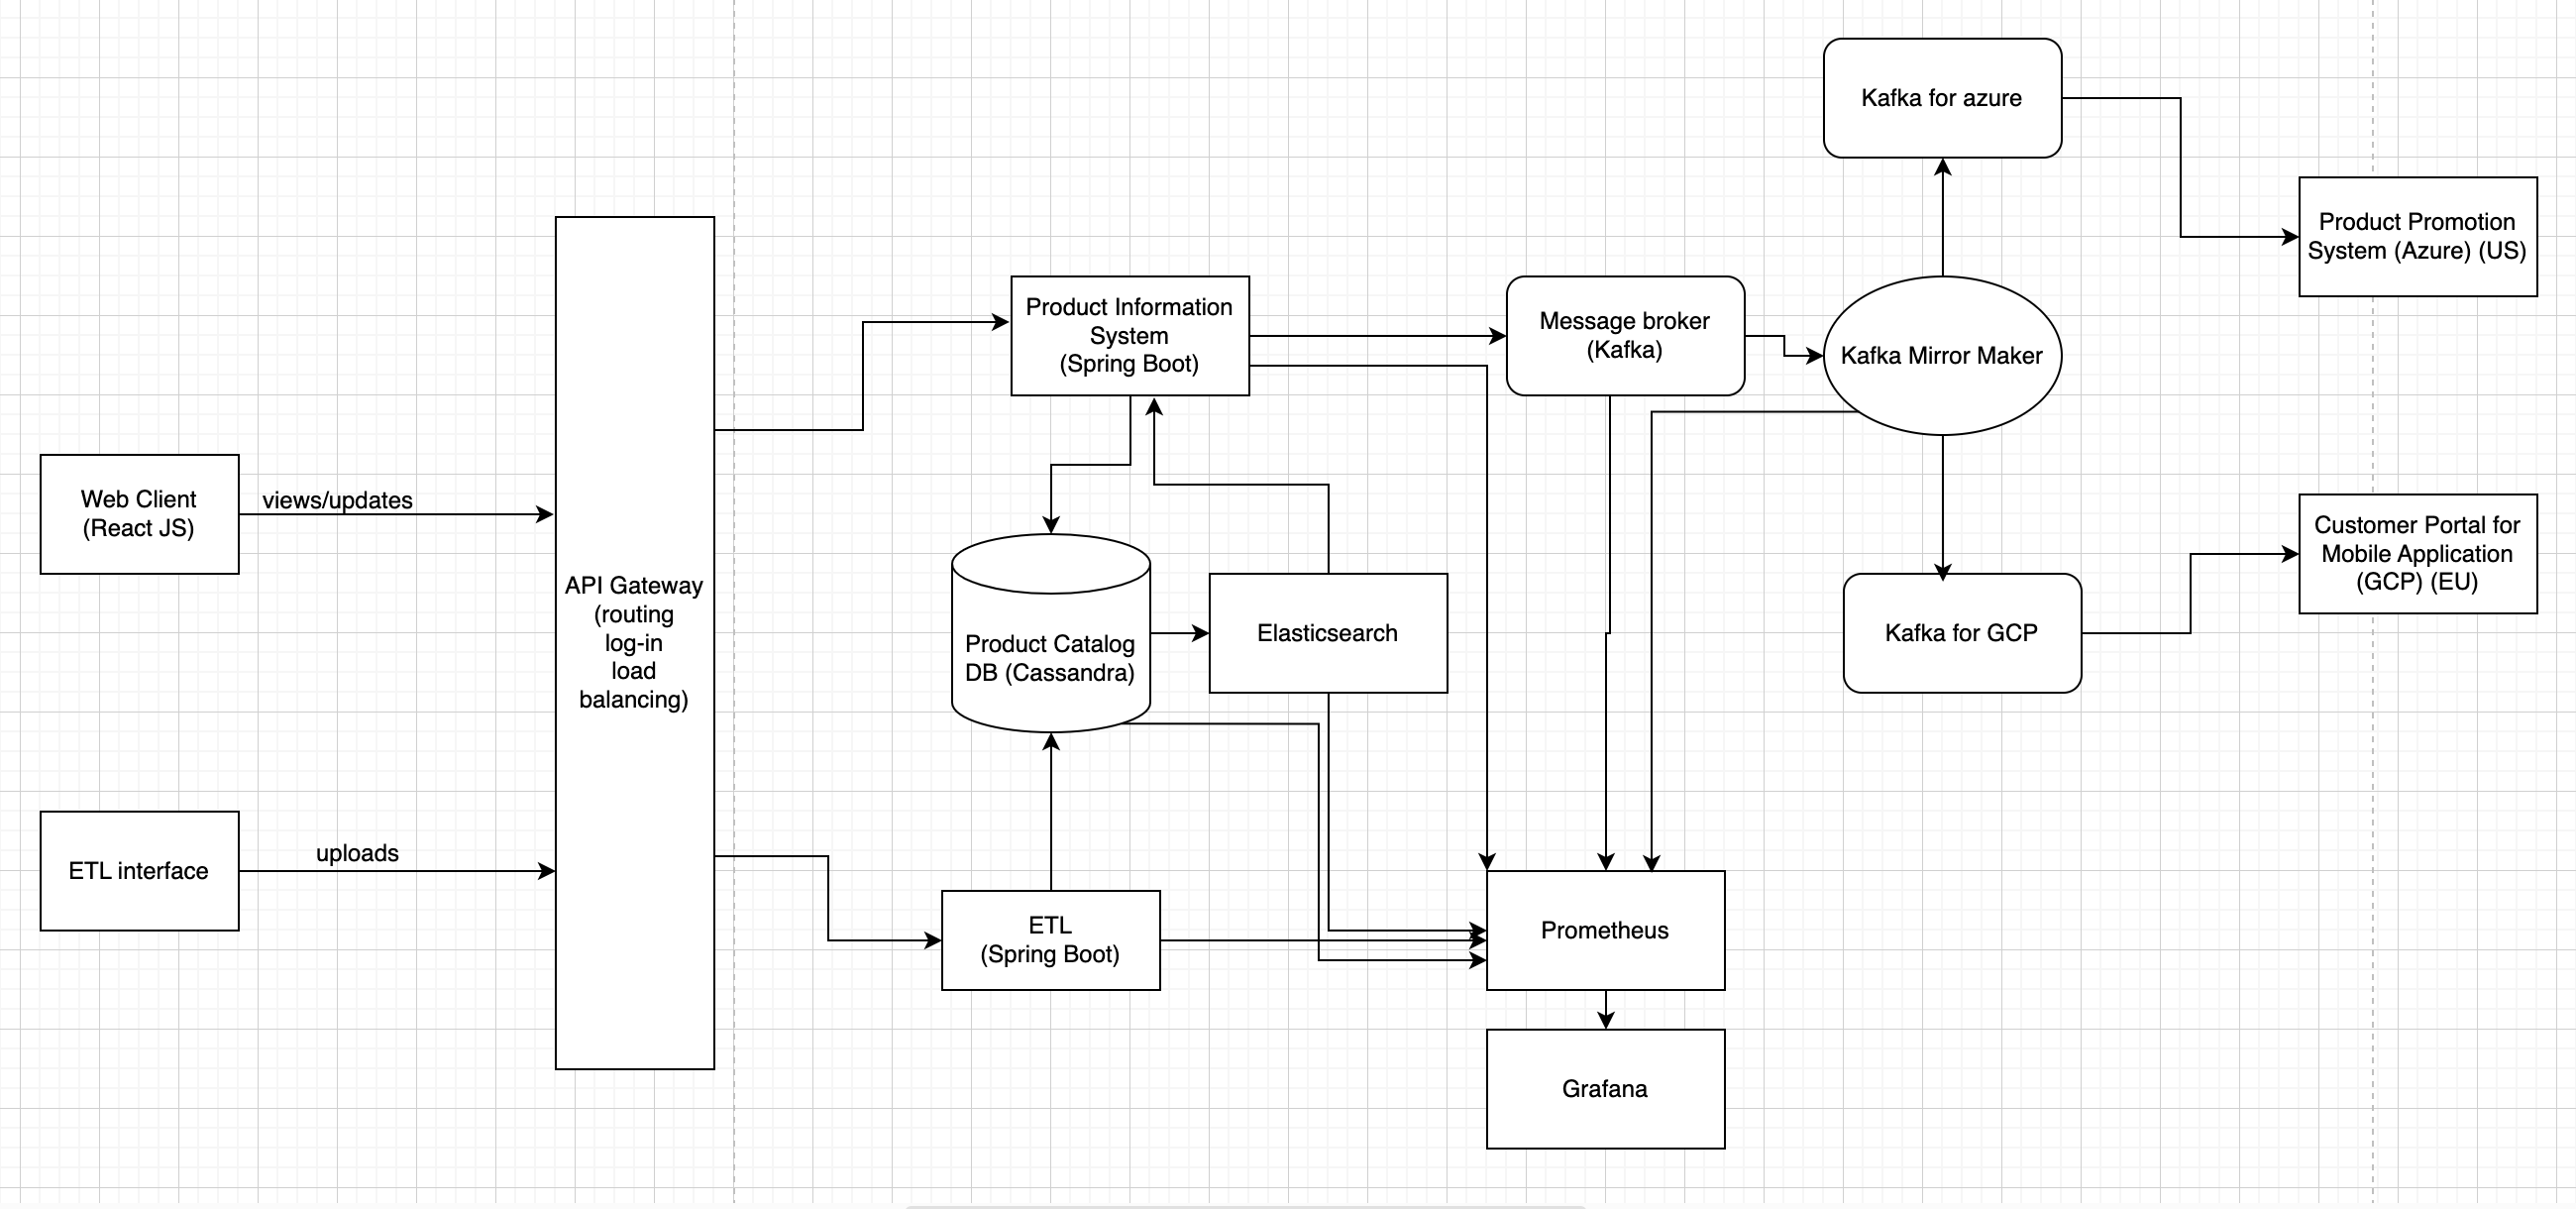 Kafka for azure
Product Promotion
System (Azure) (US)
Product Information
System
(Spring Boot)
Message broker
(Kafka)
Kafka Mirror Maker
Web Client
(React JS)
views/updates
API Gateway
(routing
log-in
load
balancing)
Customer Portal for
Mobile Application
(GCP) (EU)
Product Catalog
DB (Cassandra)
Elasticsearch
Kafka for GCP
ETL interface
uploads
ETL
(Spring Boot)
Prometheus
Grafana